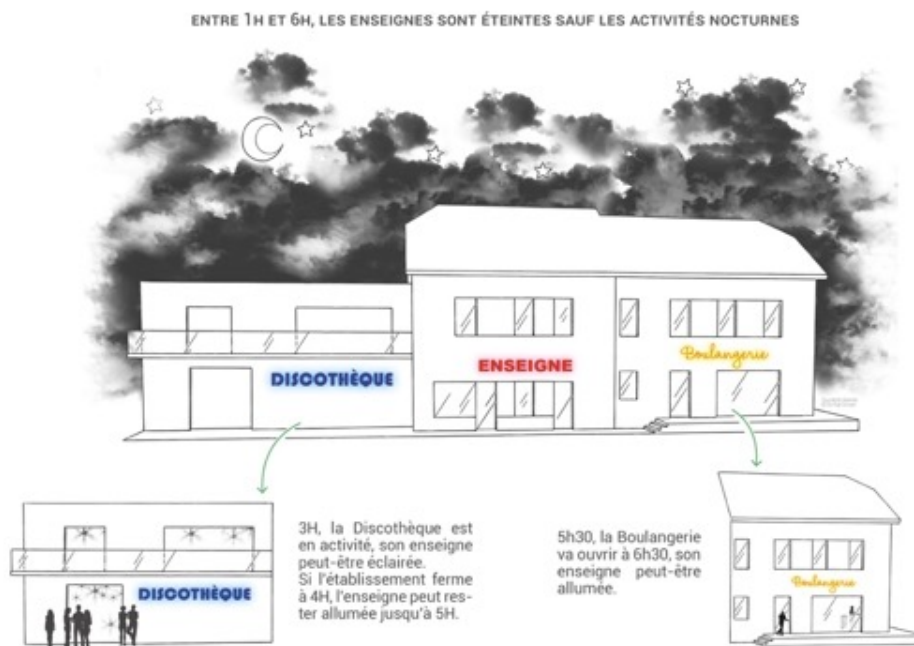 ENTRE 1H ET 6H, LES ENSEIGNES SONT ÉTEINTES SAUF LES ACTIVITÉS NOCTURNES
DISCOTHÈQUE
ENSEIGNE
Boulangerie
3H, la Discothèque est
en activité, son enseigne
peut-être éclairée.
Si l'établissement ferme
à 4H, l'enseigne peut res-
ter allumée jusqu'à 5H.
5h30, la Boulangerie
va ouvrir à 6h30, son
enseigne peut-être
allumée.
DISCOTHÈQUE
Boulangerie